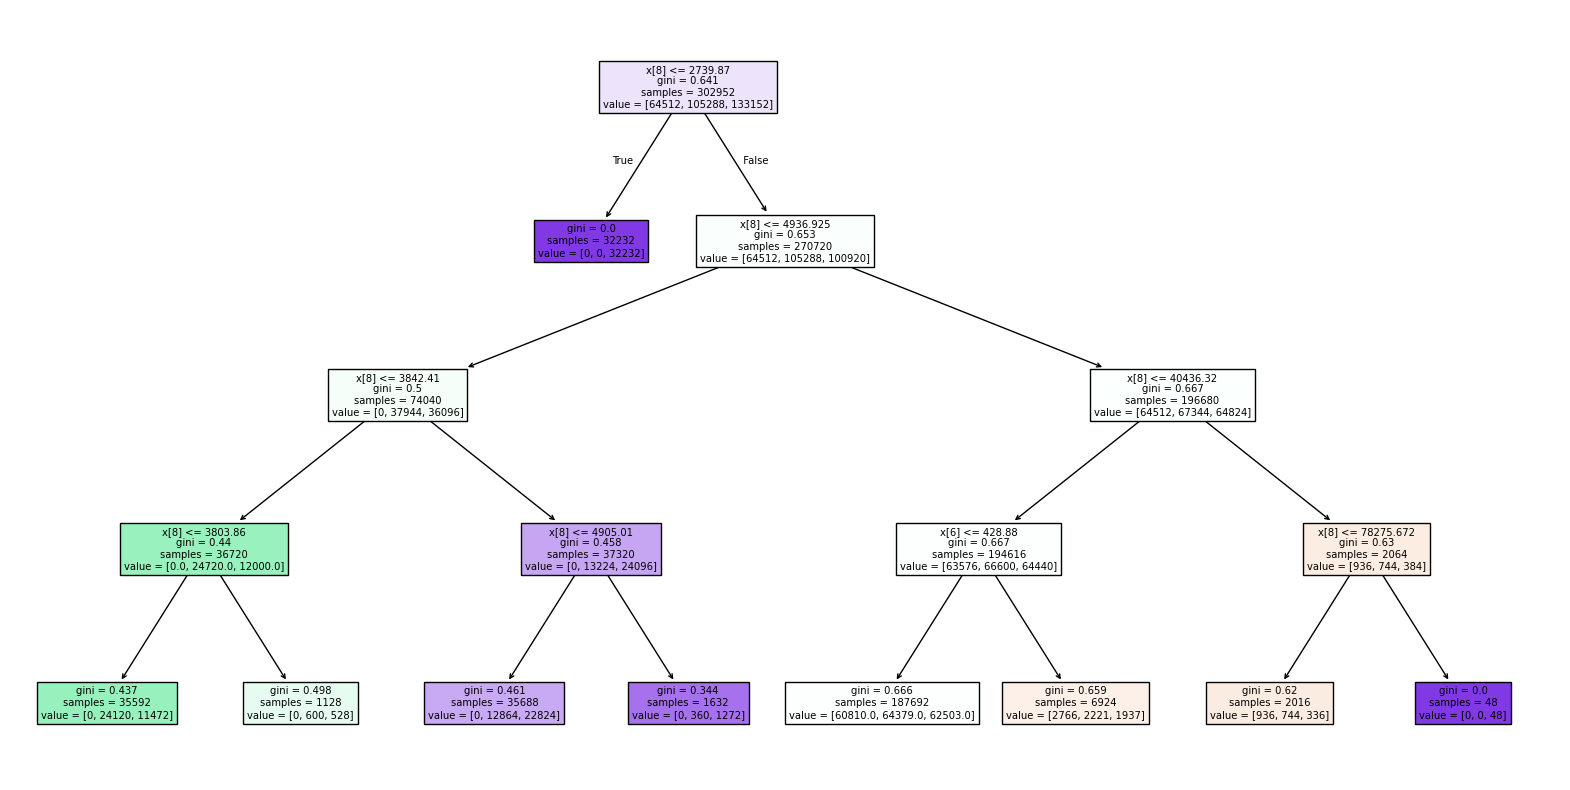 x[8] <= 2739.87
gini = 0.641
samples = 302952
value = [64512, 105288, 133152]
True
False
gini = 0.0
samples = 32232
value = [0, 0, 32232]
x[8] <= 4936.925
gini = 0.653
samples = 270720
value = [64512, 105288, 100920]
x[8] <= 3842.41
gini = 0.5
samples = 74040
value = [0, 37944, 36096]
x[8] <= 40436.32
gini = 0.667
samples = 196680
value = [64512, 67344, 64824]
x[8] <= 3803.86
gini = 0.44
samples = 36720
value = [0.0, 24720.0, 12000.0]
x[8] <= 4905.01
gini = 0.458
samples = 37320
value = [0, 13224, 24096]
x[6] <= 428.88
gini = 0.667
samples = 194616
value = [63576, 66600, 64440]
x[8] <= 78275.672
gini = 0.63
samples = 2064
value = [936, 744, 384]
gini = 0.437
samples = 35592
value = [0, 24120, 11472]
gini = 0.498
samples = 1128
value = [0, 600, 528]
gini = 0.461
samples = 35688
value = [0, 12864, 22824]
gini = 0.344
samples = 1632
value = [0, 360, 1272]
gini = 0.666
samples = 187692
value = [60810.0, 64379.0, 62503.0]
gini = 0.659
samples = 6924
value = [2766, 2221, 1937]
gini = 0.62
samples = 2016
value = [936, 744, 336]
gini = 0.0
samples = 48
value = [0, 0, 48]